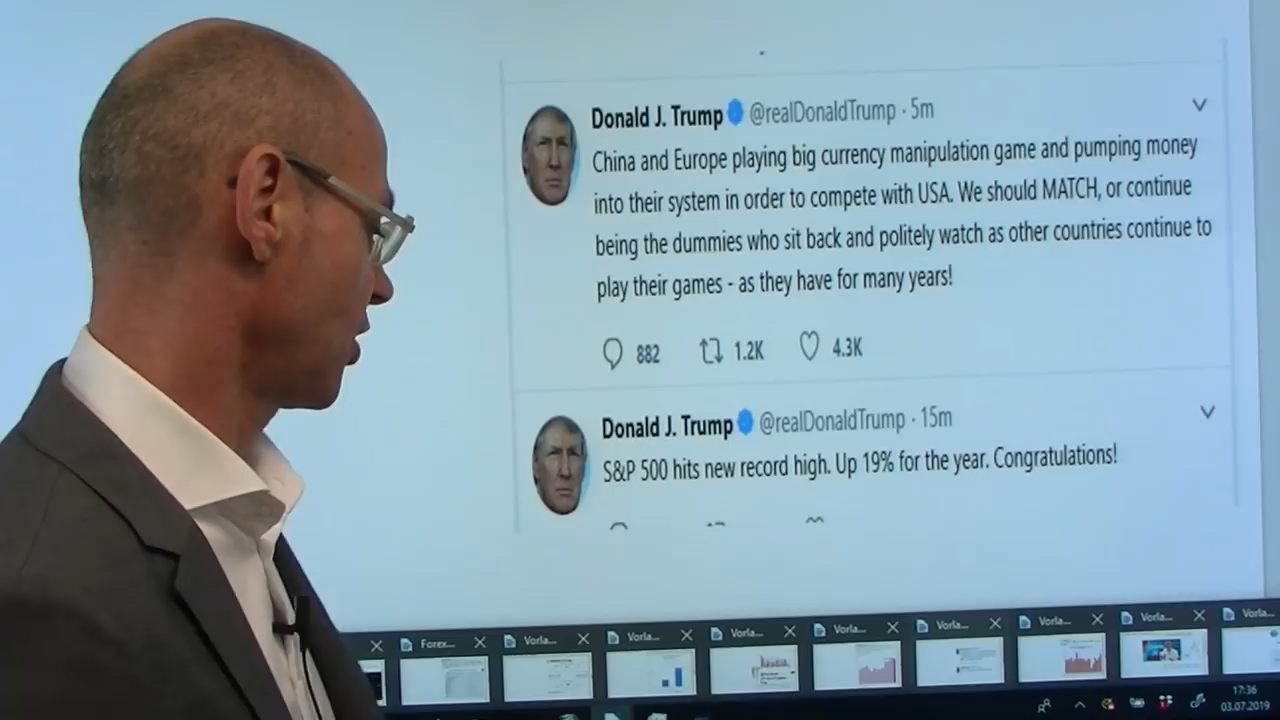 Donald J. Trump @realDonaldTrump · 5m
China and Europe playing big currency manipulation game and pumping money
into their system in order to compete with USA. We should MATCH, or continue
being the dummies who sit back and politely watch as other countries continue to
play their games - as they have for many years!
882 1.2K 4.3K
Donald J. Trump @realDonaldTrump · 15m
S&P 500 hits new record high. Up 19% for the year. Congratulations!
Forex... Vorla... Vorla... Vorla... Vorla... Vorla... Vorla... Vorla... Vorla...
17:36
03.07.2019